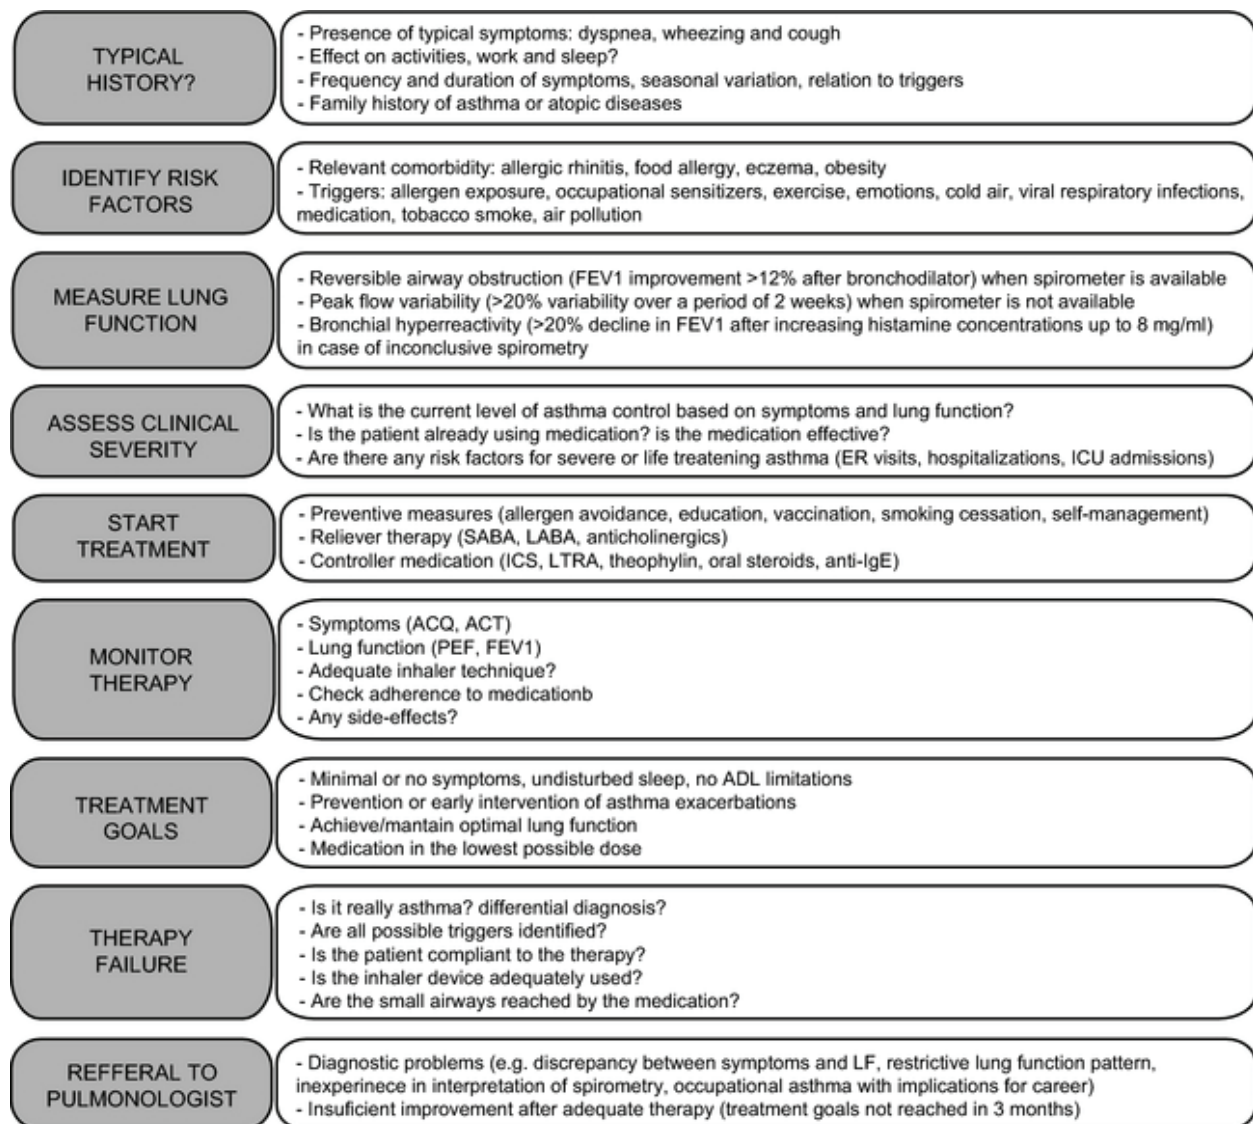 TYPICAL
HISTORY?
- Presence of typical symptoms: dyspnea, wheezing and cough
- Effect on activities, work and sleep?
- Frequency and duration of symptoms, seasonal variation, relation to triggers
- Family history of asthma or atopic diseases
IDENTIFY RISK
FACTORS
- Relevant comorbidity: allergic rhinitis, food allergy, eczema, obesity
- Triggers: allergen exposure, occupational sensitizers, exercise, emotions, cold air, viral respiratory infections,
medication, tobacco smoke, air pollution
MEASURE LUNG
FUNCTION
- Reversible airway obstruction (FEV1 improvement >12% after bronchodilator) when spirometer is available
- Peak flow variability (>20% variability over a period of 2 weeks) when spirometer is not available
- Bronchial hyperreactivity (>20% decline in FEV1 after increasing histamine concentrations up to 8 mg/ml)
in case of inconclusive spirometry
ASSESS CLINICAL
SEVERITY
- What is the current level of asthma control based on symptoms and lung function?
- Is the patient already using medication? is the medication effective?
- Are there any risk factors for severe or life treatening asthma (ER visits, hospitalizations, ICU admissions)
START
TREATMENT
- Preventive measures (allergen avoidance, education, vaccination, smoking cessation, self-management)
- Reliever therapy (SABA, LABA, anticholinergics)
- Controller medication (ICS, LTRA, theophylin, oral steroids, anti-IgE)
MONITOR
THERAPY
- Symptoms (ACQ, ACT)
- Lung function (PEF, FEV1)
- Adequate inhaler technique?
- Check adherence to medicationb
- Any side-effects?
TREATMENT
GOALS
- Minimal or no symptoms, undisturbed sleep, no ADL limitations
- Prevention or early intervention of asthma exacerbations
- Achieve/mantain optimal lung function
- Medication in the lowest possible dose
THERAPY
FAILURE
- Is it really asthma? differential diagnosis?
- Are all possible triggers identified?
- Is the patient compliant to the therapy?
- Is the inhaler device adequately used?
- Are the small airways reached by the medication?
REFFERAL TO
PULMONOLOGIST
- Diagnostic problems (e.g. discrepancy between symptoms and LF, restrictive lung function pattern,
inexperinece in interpretation of spirometry, occupational asthma with implications for career)
- Insuficient improvement after adequate therapy (treatment goals not reached in 3 months)